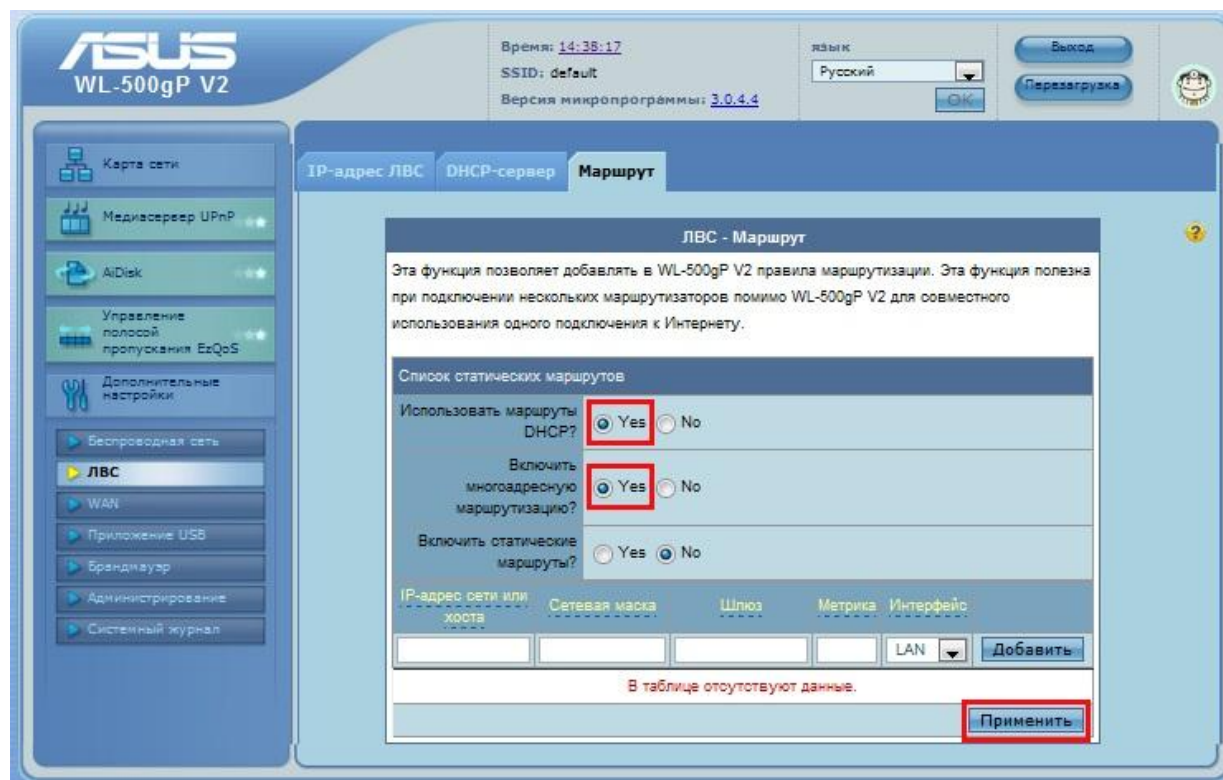 ASUS
WL-500gP V2
Время: 14:38:17
SSID: default
Версия микропрограммы: 3.0.4.4
язык
Русский
OK
Выход
Перезагрузка
Карта сети
Медиасервер UPnP
AiDisk
Управление
полосой
пропускания EzQoS
Дополнительные
настройки
Беспроводная сеть
ЛВС
WAN
Приложение USB
Брандмауэр
Администрирование
Системный журнал
IP-адрес ЛВС DHCP-сервер Маршрут
ЛВС - Маршрут
Эта функция позволяет добавлять в WL-500gP V2 правила маршрутизации. Эта функция полезна
при подключении нескольких маршрутизаторов помимо WL-500gP V2 для совместного
использования одного подключения к Интернету.
Список статических маршрутов
Использовать маршруты
DHCP?
Yes No
Включить
многоадресную
маршрутизацию?
Yes No
Включить статические
маршруты?
Yes No
IP-адрес сети или
хоста
Сетевая маска Шлюз Метрика Интерфейс
LAN Добавить
В таблице отсутствуют данные.
Применить